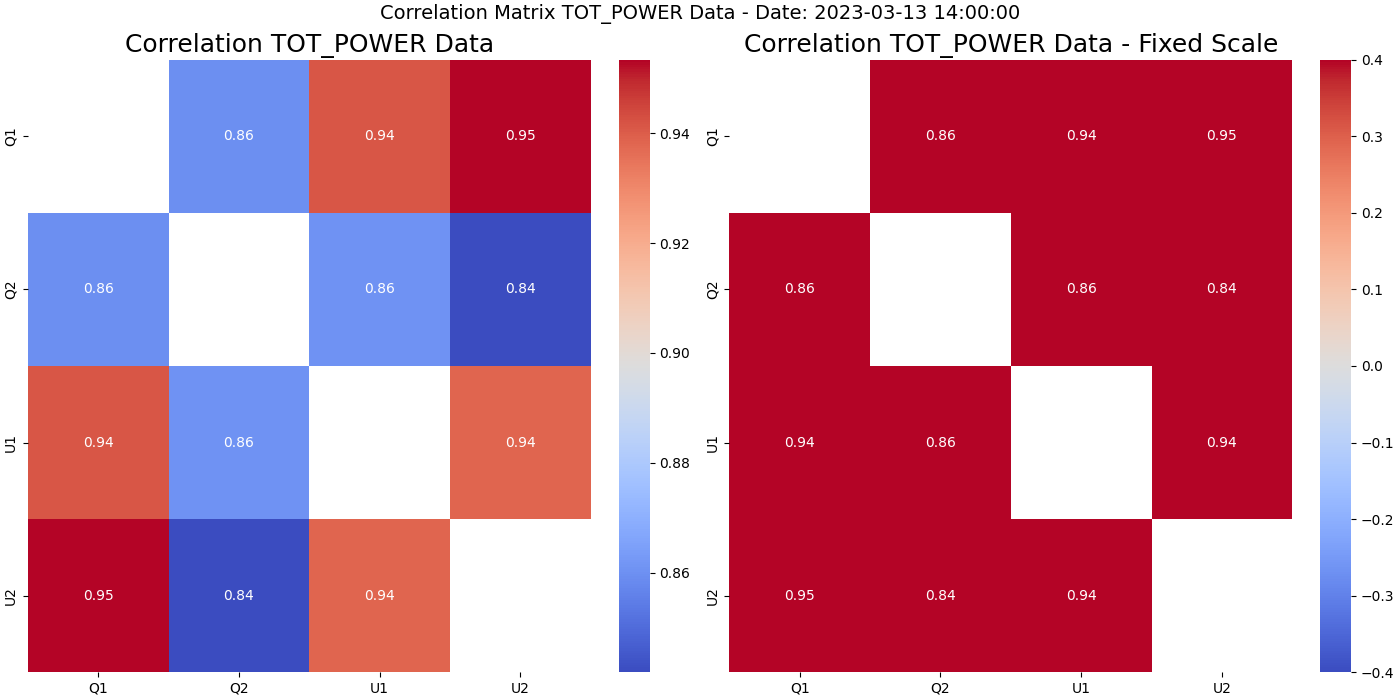 Correlation Matrix TOT_POWER Data - Date: 2023-03-13 14:00:00
Correlation TOT_POWER Data
Q1
0.86
0.94
0.95
Q2
0.86
0.86
0.84
U1
0.94
0.86
0.94
U2
0.95
0.84
0.94
Q1
Q2
U1
U2
0.94
0.92
0.90
0.88
0.86
Correlation TOT_POWER Data - Fixed Scale
Q1
0.86
0.94
0.95
Q2
0.86
0.86
0.84
U1
0.94
0.86
0.94
U2
0.95
0.84
0.94
Q1
Q2
U1
U2
0.4
0.3
0.2
0.1
0.0
−0.1
−0.2
−0.3
−0.4